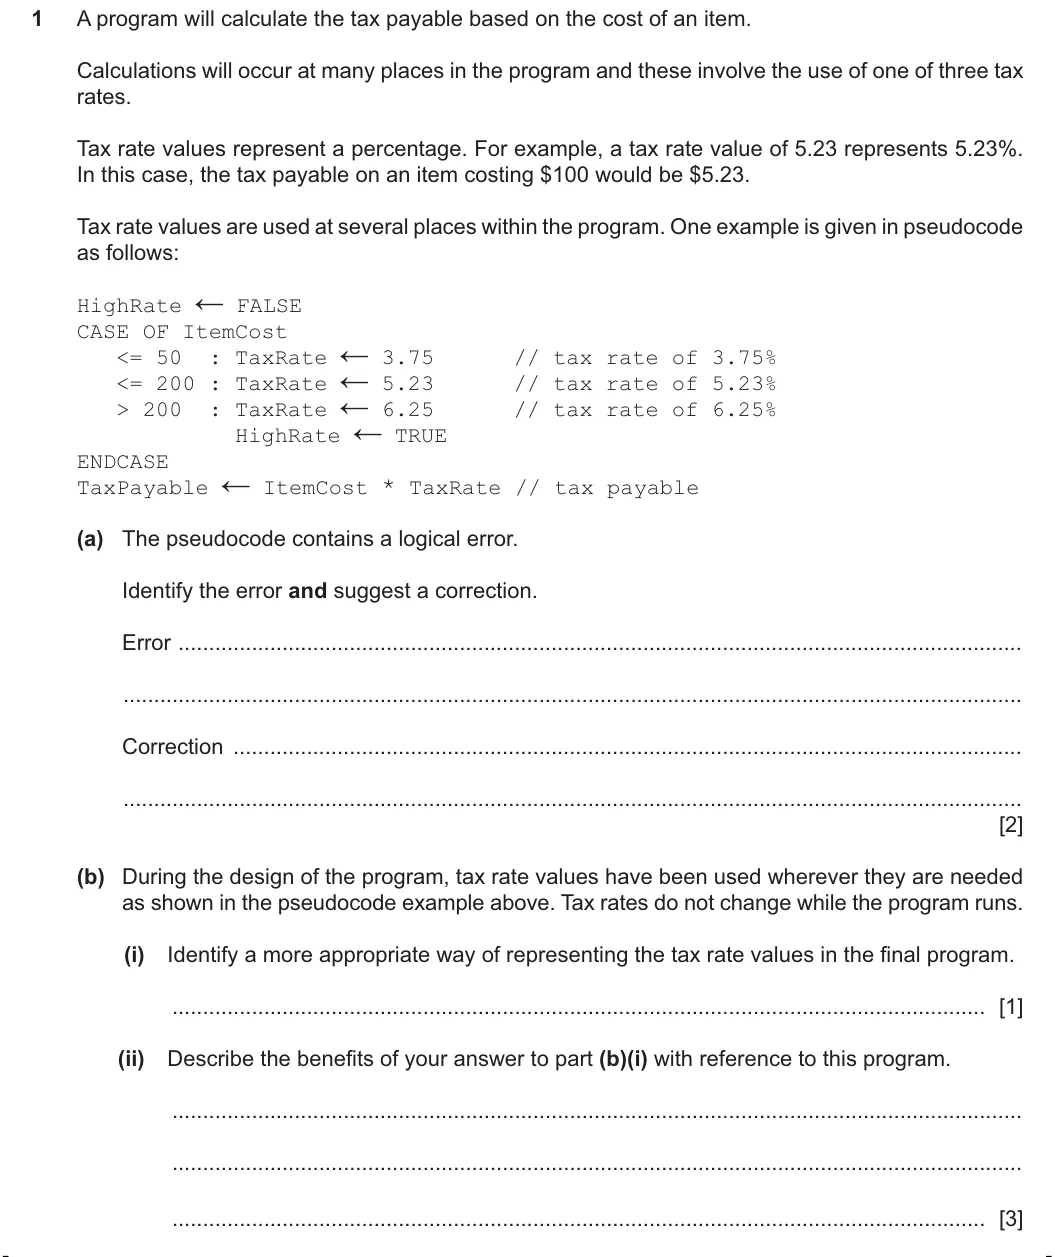 1 A program will calculate the tax payable based on the cost of an item.
Calculations will occur at many places in the program and these involve the use of one of three tax
rates.
Tax rate values represent a percentage. For example, a tax rate value of 5.23 represents 5.23%.
In this case, the tax payable on an item costing $100 would be $5.23.
Tax rate values are used at several places within the program. One example is given in pseudocode
as follows:
HighRate ← FALSE
CASE OF ItemCost
<= 50 : TaxRate ← 3.75 // tax rate of 3.75%
<= 200 : TaxRate ← 5.23 // tax rate of 5.23%
> 200 : TaxRate ← 6.25 // tax rate of 6.25%
HighRate ← TRUE
ENDCASE
TaxPayable ← ItemCost * TaxRate // tax payable
(a) The pseudocode contains a logical error.
Identify the error and suggest a correction.
Error ..........................................................................................................................................
....................................................................................................................................................
Correction .................................................................................................................................
....................................................................................................................................................
[2]
(b) During the design of the program, tax rate values have been used wherever they are needed
as shown in the pseudocode example above. Tax rates do not change while the program runs.
(i) Identify a more appropriate way of representing the tax rate values in the final program.
...................................................................................................................................... [1]
(ii) Describe the benefits of your answer to part (b)(i) with reference to this program.
............................................................................................................................................
............................................................................................................................................
...................................................................................................................................... [3]